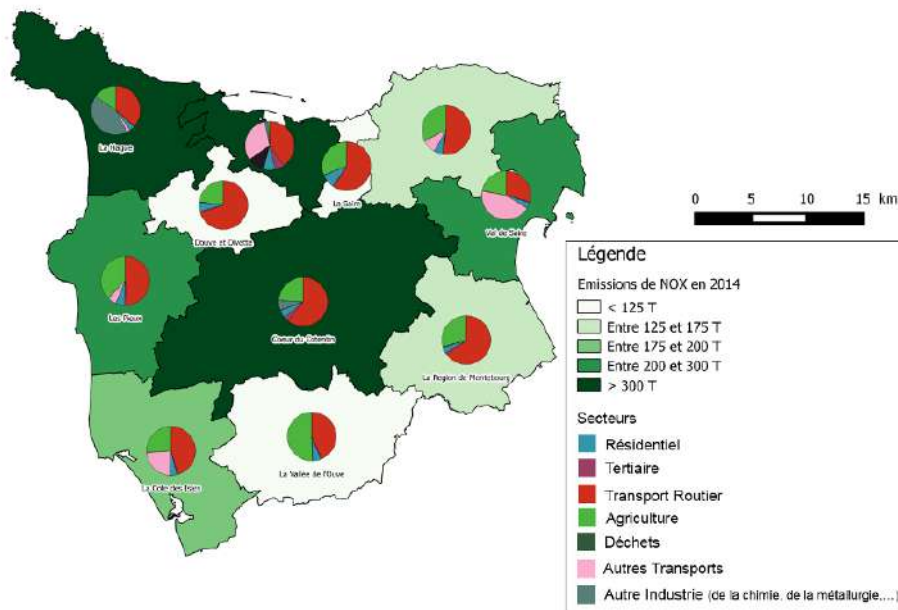 La Hague
La Saire
Douve et Divette
Val de Saire
Les Pieux
Coeur du Cotentin
La Région de Montebourg
La Vallée de l'Ouve
La Côte des Isles
0 5 10 15 km
Légende
Emissions de NOX en 2014
< 125 T
Entre 125 et 175 T
Entre 175 et 200 T
Entre 200 et 300 T
> 300 T
Secteurs
Résidentiel
Tertiaire
Transport Routier
Agriculture
Déchets
Autres Transports
Autre Industrie (de la chimie, de la métallurgie,...)